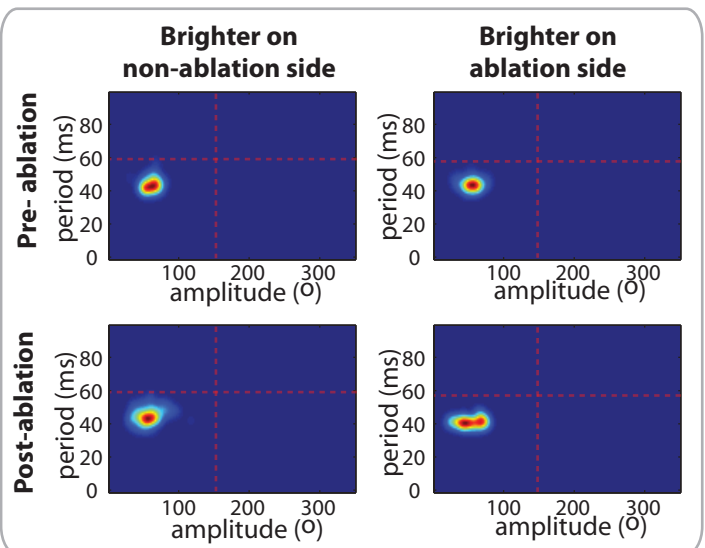 Brighter on
non-ablation side
Brighter on
ablation side
Pre- ablation
period (ms)
80
60
40
20
0
100 200 300
amplitude (O)
period (ms)
80
60
40
20
0
100 200 300
amplitude (O)
Post-ablation
period (ms)
80
60
40
20
0
100 200 300
amplitude (O)
period (ms)
80
60
40
20
0
100 200 300
amplitude (O)